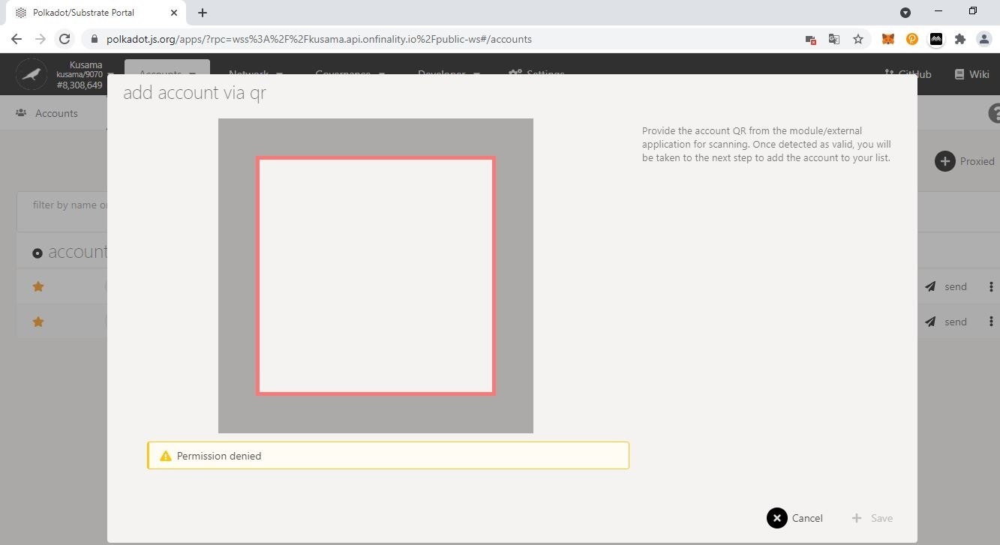 Polkadot/Substrate Portal
polkadot.js.org/apps/?rpc=wss%3A%2F%2Fkusama.api.onfinality.io%2Fpublic-ws#/accounts
Kusama
kusama/9070
#8,308,649
Accounts
Network
Governance
Developer
Settings
GitHub
Wiki
Accounts
add account via qr
Provide the account QR from the module/external
application for scanning. Once detected as valid, you will
be taken to the next step to add the account to your list.
Proxied
filter by name
account
send
send
Permission denied
Cancel
Save